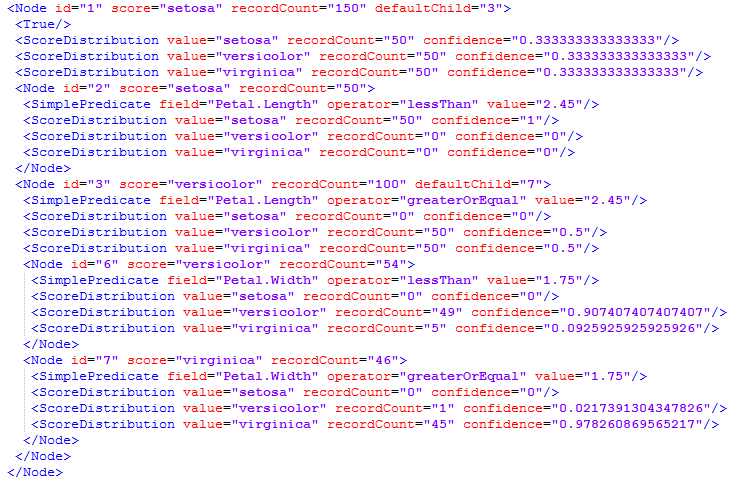 <Node id="1" score="setosa" recordCount="150" defaultChild="3">
<True/>
<ScoreDistribution value="setosa" recordCount="50" confidence="0.333333333333333"/>
<ScoreDistribution value="versicolor" recordCount="50" confidence="0.333333333333333"/>
<ScoreDistribution value="virginica" recordCount="50" confidence="0.333333333333333"/>
<Node id="2" score="setosa" recordCount="50">
<SimplePredicate field="Petal.Length" operator="lessThan" value="2.45"/>
<ScoreDistribution value="setosa" recordCount="50" confidence="1"/>
<ScoreDistribution value="versicolor" recordCount="0" confidence="0"/>
<ScoreDistribution value="virginica" recordCount="0" confidence="0"/>
</Node>
<Node id="3" score="versicolor" recordCount="100" defaultChild="7">
<SimplePredicate field="Petal.Length" operator="greaterOrEqual" value="2.45"/>
<ScoreDistribution value="setosa" recordCount="0" confidence="0"/>
<ScoreDistribution value="versicolor" recordCount="50" confidence="0.5"/>
<ScoreDistribution value="virginica" recordCount="50" confidence="0.5"/>
<Node id="6" score="versicolor" recordCount="54">
<SimplePredicate field="Petal.Width" operator="lessThan" value="1.75"/>
<ScoreDistribution value="setosa" recordCount="0" confidence="0"/>
<ScoreDistribution value="versicolor" recordCount="49" confidence="0.907407407407407"/>
<ScoreDistribution value="virginica" recordCount="5" confidence="0.0925925925925926"/>
</Node>
<Node id="7" score="virginica" recordCount="46">
<SimplePredicate field="Petal.Width" operator="greaterOrEqual" value="1.75"/>
<ScoreDistribution value="setosa" recordCount="0" confidence="0"/>
<ScoreDistribution value="versicolor" recordCount="1" confidence="0.0217391304347826"/>
<ScoreDistribution value="virginica" recordCount="45" confidence="0.978260869565217"/>
</Node>
</Node>
</Node>